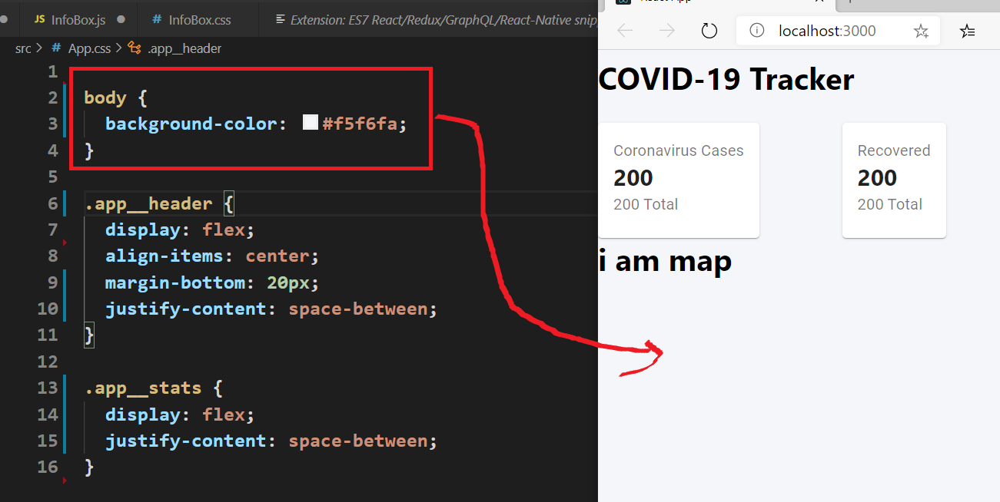 JS InfoBox.js
# InfoBox.css
Extension: ES7 React/Redux/GraphQL/React-Native snip
src > # App.css > .app__header
1
2 body {
3 background-color: #f5f6fa;
4 }
5
6 .app__header {
7 display: flex;
8 align-items: center;
9 margin-bottom: 20px;
10 justify-content: space-between;
11 }
12
13 .app__stats {
14 display: flex;
15 justify-content: space-between;
16 }
localhost:3000
COVID-19 Tracker
Coronavirus Cases
200
200 Total
Recovered
200
200 Total
i am map